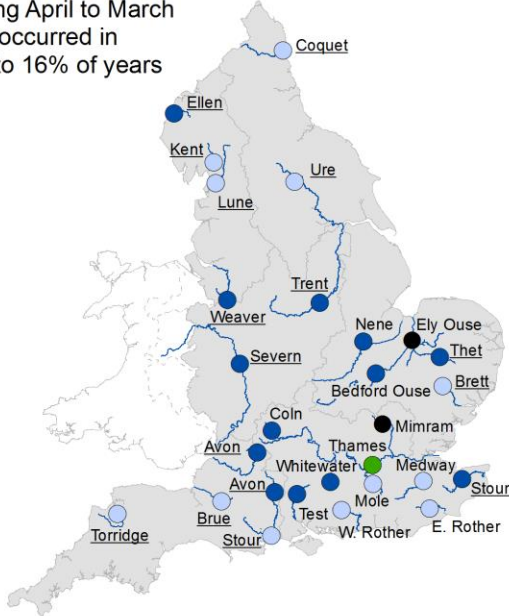 ng April to March
occurred in
to 16% of years
Coquet
Ellen
Kent
Ure
Lune
Trent
Weaver
Nene
Ely Ouse
Severn
Thet
Bedford Ouse
Brett
Coln
Mimram
Avon
Thames
Whitewater
Medway
Avon
Stour
Mole
Test
Brue
W. Rother
E. Rother
Torridge
Stour